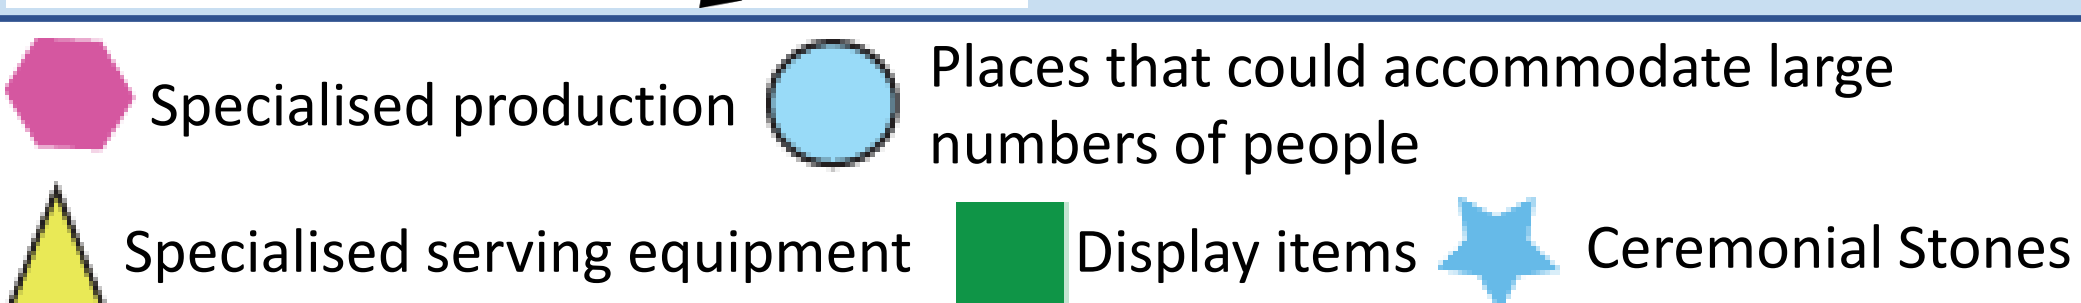 Specialised production
Places that could accommodate large
numbers of people
Specialised serving equipment
Display items
Ceremonial Stones